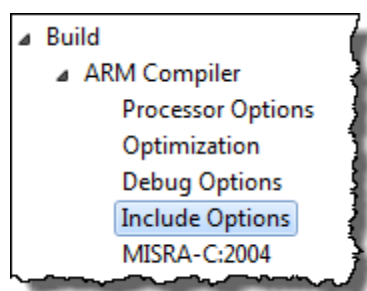 Build
ARM Compiler
Processor Options
Optimization
Debug Options
Include Options
MISRA-C:2004